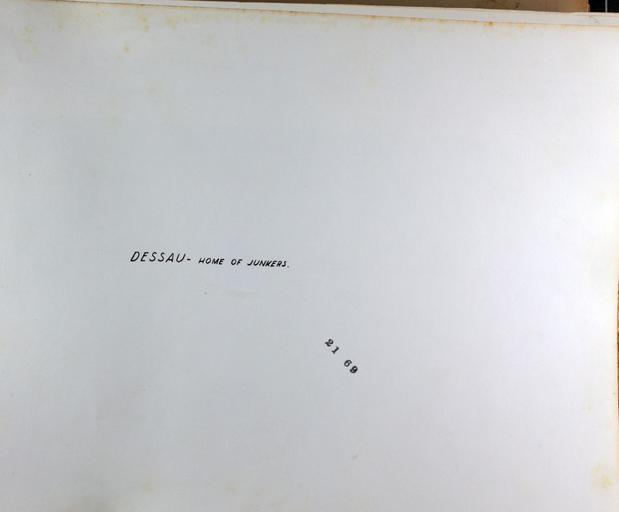 DESSAU- HOME OF JUNKERS.
21 69